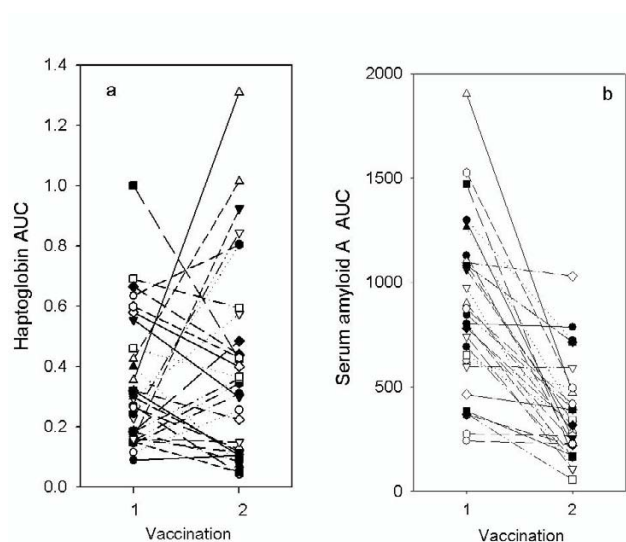 a
Haptoglobin AUC
1.4
1.2
1.0
0.8
0.6
0.4
0.2
0.0
1 2
Vaccination
b
Serum amyloid A AUC
2000
1500
1000
500
0
1 2
Vaccination